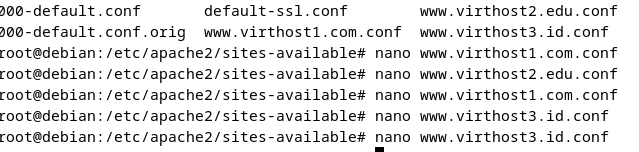 000-default.conf default-ssl.conf www.virthost2.edu.conf
000-default.conf.orig www.virthost1.com.conf www.virthost3.id.conf
root@debian:/etc/apache2/sites-available# nano www.virthost1.com.conf
root@debian:/etc/apache2/sites-available# nano www.virthost2.edu.conf
root@debian:/etc/apache2/sites-available# nano www.virthost1.com.conf
root@debian:/etc/apache2/sites-available# nano www.virthost3.id.conf
root@debian:/etc/apache2/sites-available# nano www.virthost3.id.conf